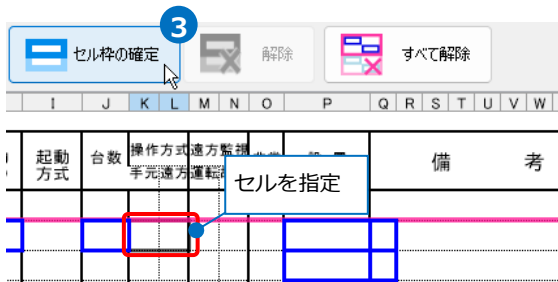 3
セル枠の確定
解除
すべて解除
I J K L M N O P Q R S T U V W
起動 台数 操作方式 遠方監視
方式 手元 遠方 運転
備 考
セルを指定